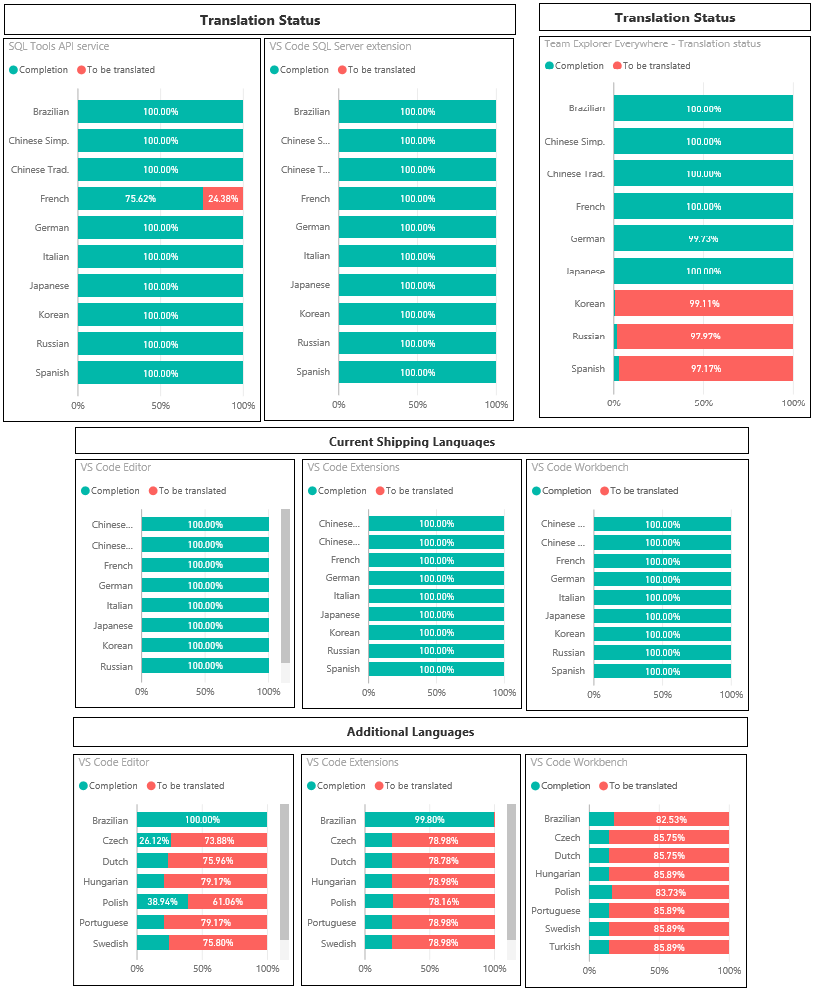 Translation Status
SQL Tools API service
Completion To be translated
Brazilian 100.00%
Chinese Simp. 100.00%
Chinese Trad. 100.00%
French 75.62% 24.38%
German 100.00%
Italian 100.00%
Japanese 100.00%
Korean 100.00%
Russian 100.00%
Spanish 100.00%
0% 50% 100%
VS Code SQL Server extension
Completion To be translated
Brazilian 100.00%
Chinese S... 100.00%
Chinese T... 100.00%
French 100.00%
German 100.00%
Italian 100.00%
Japanese 100.00%
Korean 100.00%
Russian 100.00%
Spanish 100.00%
0% 50% 100%
Translation Status
Team Explorer Everywhere - Translation status
Completion To be translated
Brazilian 100.00%
Chinese Simp. 100.00%
Chinese Trad. 100.00%
French 100.00%
German 99.73%
Japanese 100.00%
Korean 99.11%
Russian 97.97%
Spanish 97.17%
0% 50% 100%
Current Shipping Languages
VS Code Editor
Completion To be translated
Chinese... 100.00%
Chinese... 100.00%
French 100.00%
German 100.00%
Italian 100.00%
Japanese 100.00%
Korean 100.00%
Russian 100.00%
0% 50% 100%
VS Code Extensions
Completion To be translated
Chinese... 100.00%
Chinese... 100.00%
French 100.00%
German 100.00%
Italian 100.00%
Japanese 100.00%
Korean 100.00%
Russian 100.00%
Spanish 100.00%
0% 50% 100%
VS Code Workbench
Completion To be translated
Chinese ... 100.00%
Chinese ... 100.00%
French 100.00%
German 100.00%
Italian 100.00%
Japanese 100.00%
Korean 100.00%
Russian 100.00%
Spanish 100.00%
0% 50% 100%
Additional Languages
VS Code Editor
Completion To be translated
Brazilian 100.00%
Czech 26.12% 73.88%
Dutch 75.96%
Hungarian 79.17%
Polish 38.94% 61.06%
Portuguese 79.17%
Swedish 75.80%
0% 50% 100%
VS Code Extensions
Completion To be translated
Brazilian 99.80%
Czech 78.98%
Dutch 78.78%
Hungarian 78.98%
Polish 78.16%
Portuguese 78.98%
Swedish 78.98%
0% 50% 100%
VS Code Workbench
Completion To be translated
Brazilian 82.53%
Czech 85.75%
Dutch 85.75%
Hungarian 85.89%
Polish 83.73%
Portuguese 85.89%
Swedish 85.89%
Turkish 85.89%
0% 50% 100%